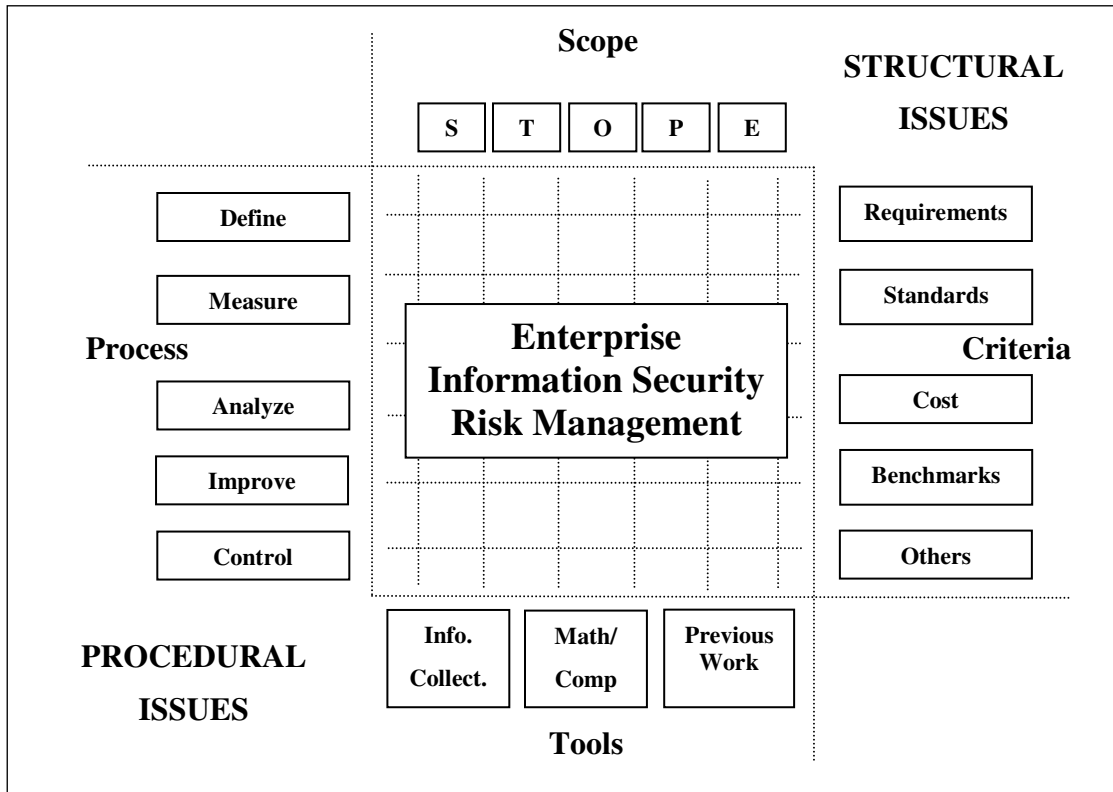 Scope
STRUCTURAL
ISSUES
S T O P E
Define
Measure
Process
Analyze
Improve
Control
Enterprise
Information Security
Risk Management
Requirements
Standards
Criteria
Cost
Benchmarks
Others
PROCEDURAL
ISSUES
Info.
Collect.
Math/
Comp
Previous
Work
Tools